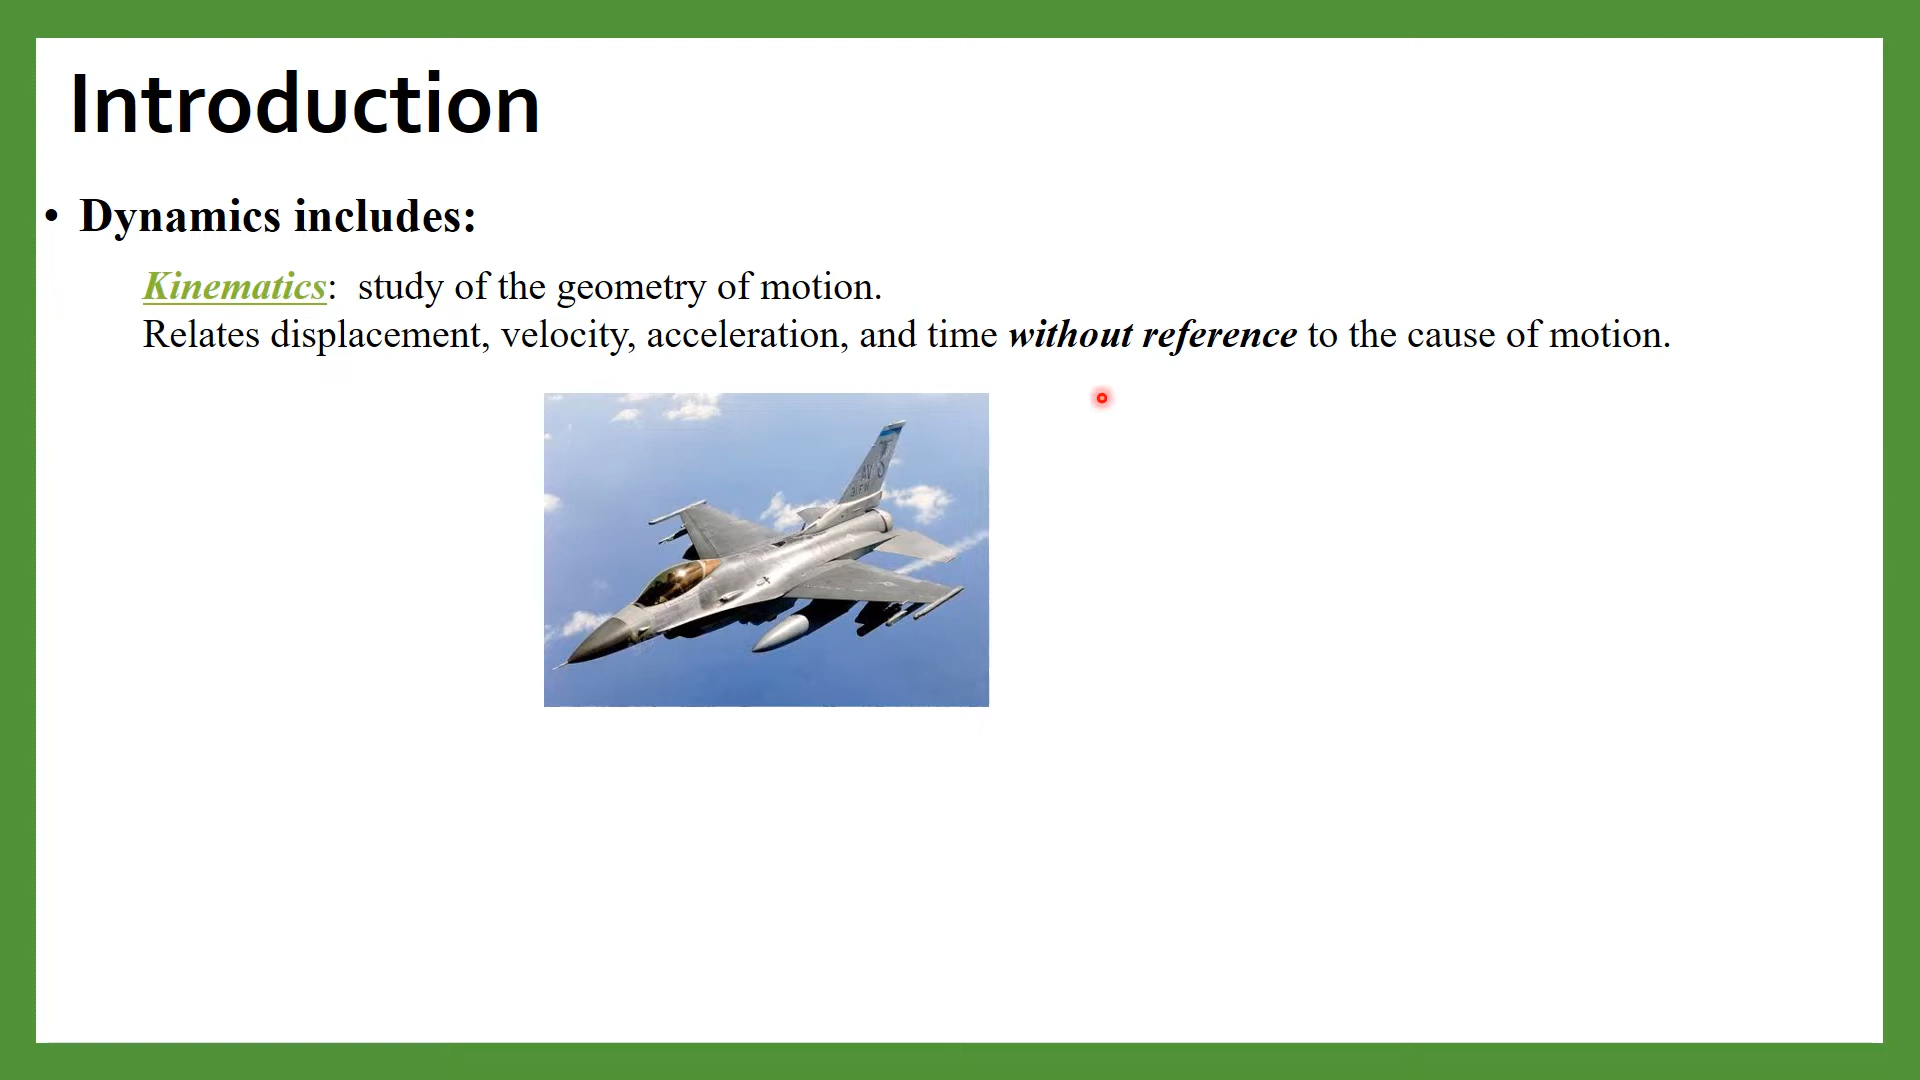 Introduction
• Dynamics includes:
Kinematics: study of the geometry of motion.
Relates displacement, velocity, acceleration, and time without reference to the cause of motion.
AV